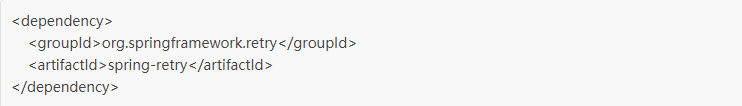 <dependency>
    <groupId>org.springframework.retry</groupId>
    <artifactId>spring-retry</artifactId>
</dependency>